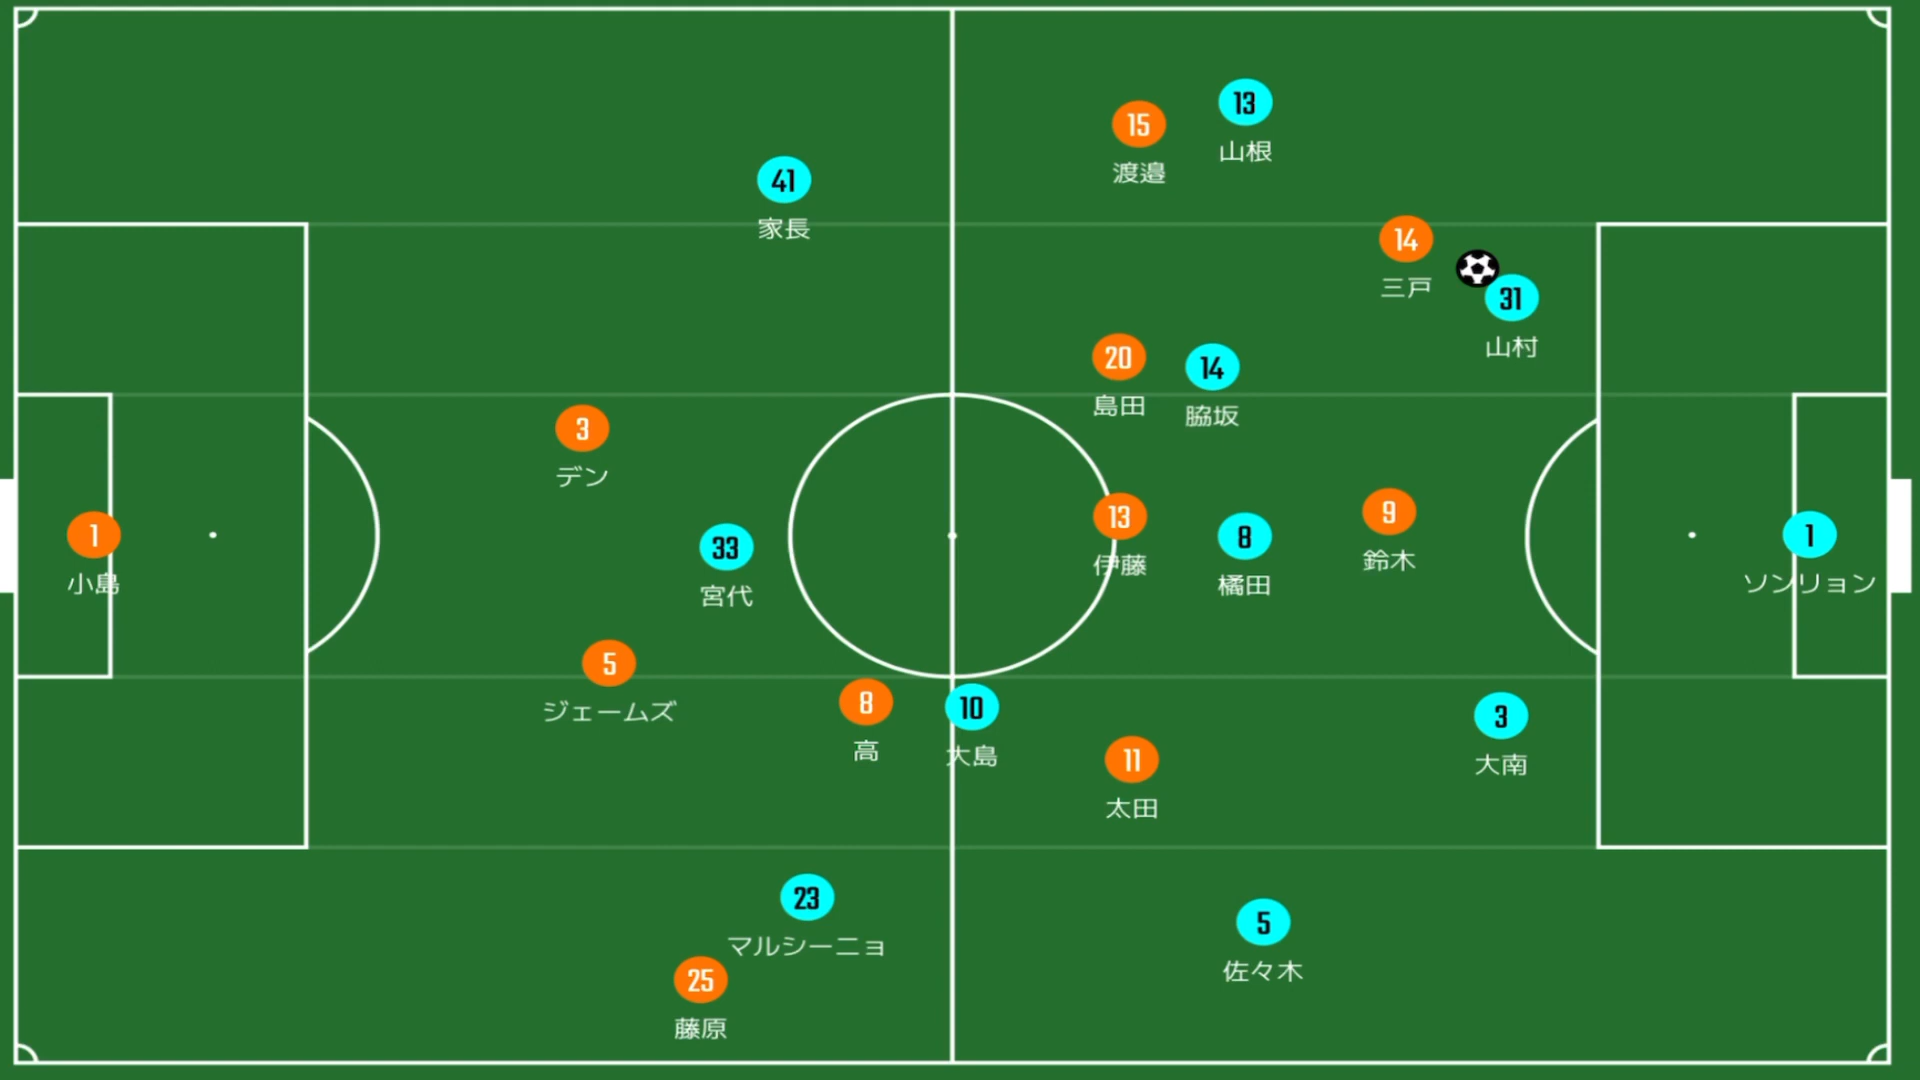 13
山根
15
渡邉
41
家長
14
三戸
31
山村
20
島田
14
脇坂
3
デン
9
鈴木
13
伊藤
8
橘田
1
小島
33
宮代
1
ソンリョン
5
ジェームズ
8
高
10
大島
3
大南
11
太田
23
マルシーニョ
5
佐々木
25
藤原